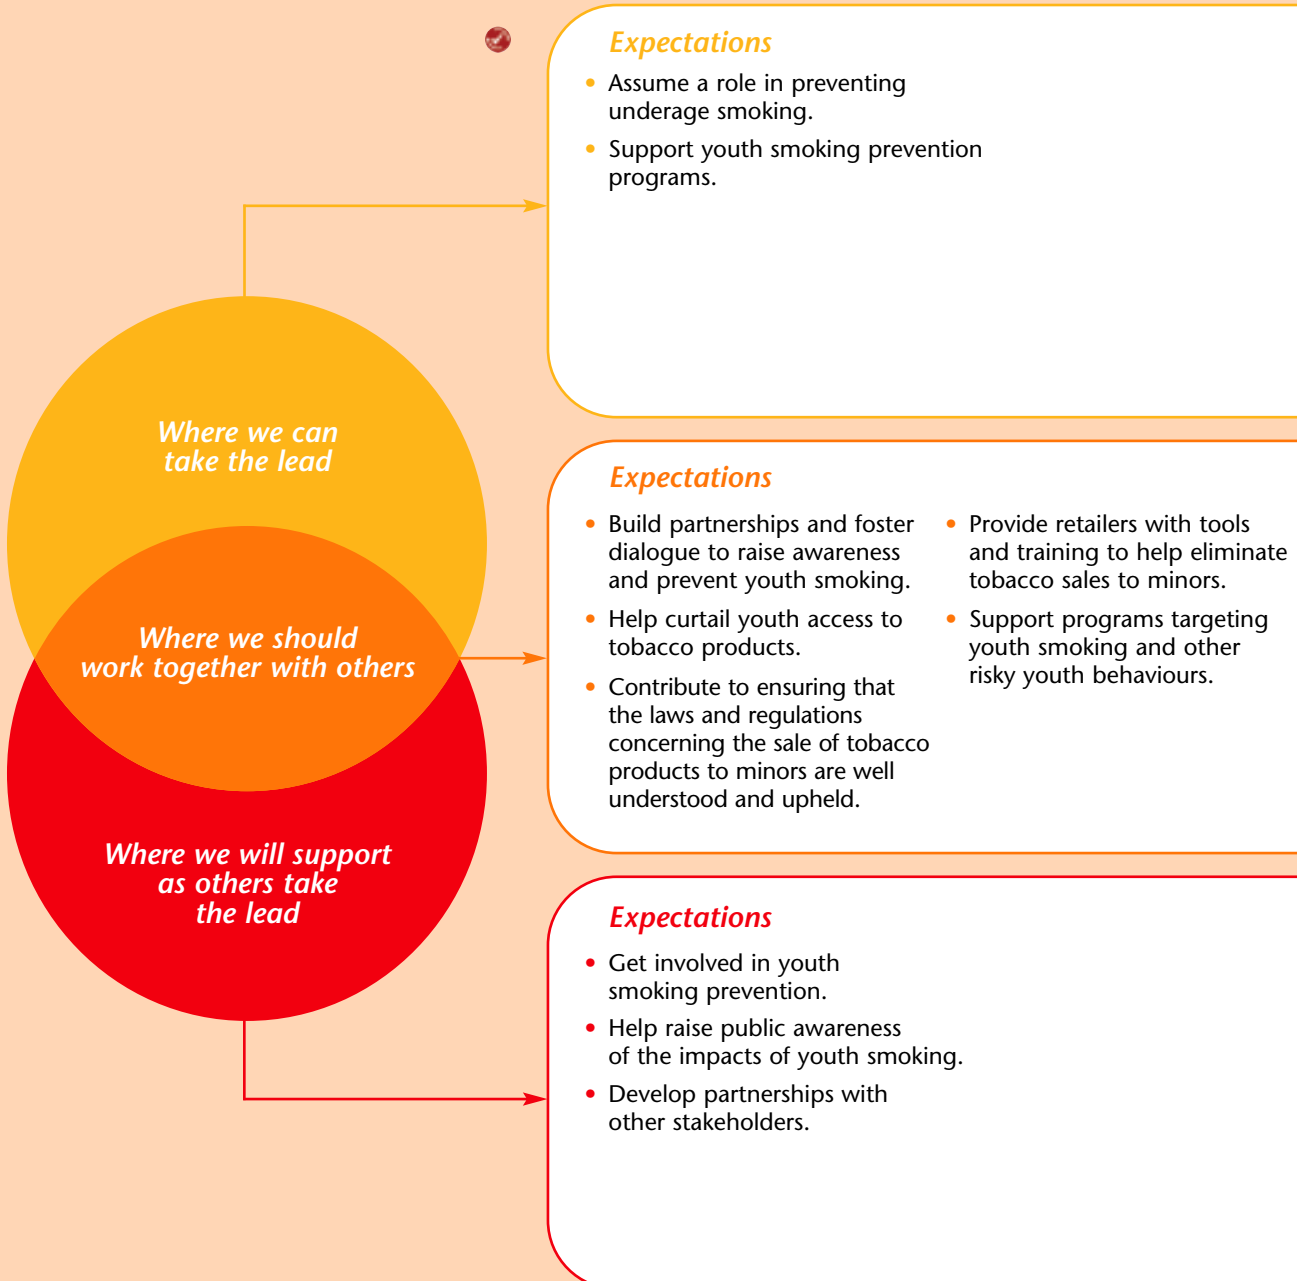 Expectations
• Assume a role in preventing
underage smoking.
• Support youth smoking prevention
programs.
Where we can
take the lead
Expectations
• Build partnerships and foster
dialogue to raise awareness
and prevent youth smoking.
• Help curtail youth access to
tobacco products.
• Contribute to ensuring that
the laws and regulations
concerning the sale of tobacco
products to minors are well
understood and upheld.
• Provide retailers with tools
and training to help eliminate
tobacco sales to minors.
• Support programs targeting
youth smoking and other
risky youth behaviours.
Where we should
work together with others
Where we will support
as others take
the lead
Expectations
• Get involved in youth
smoking prevention.
• Help raise public awareness
of the impacts of youth smoking.
• Develop partnerships with
other stakeholders.